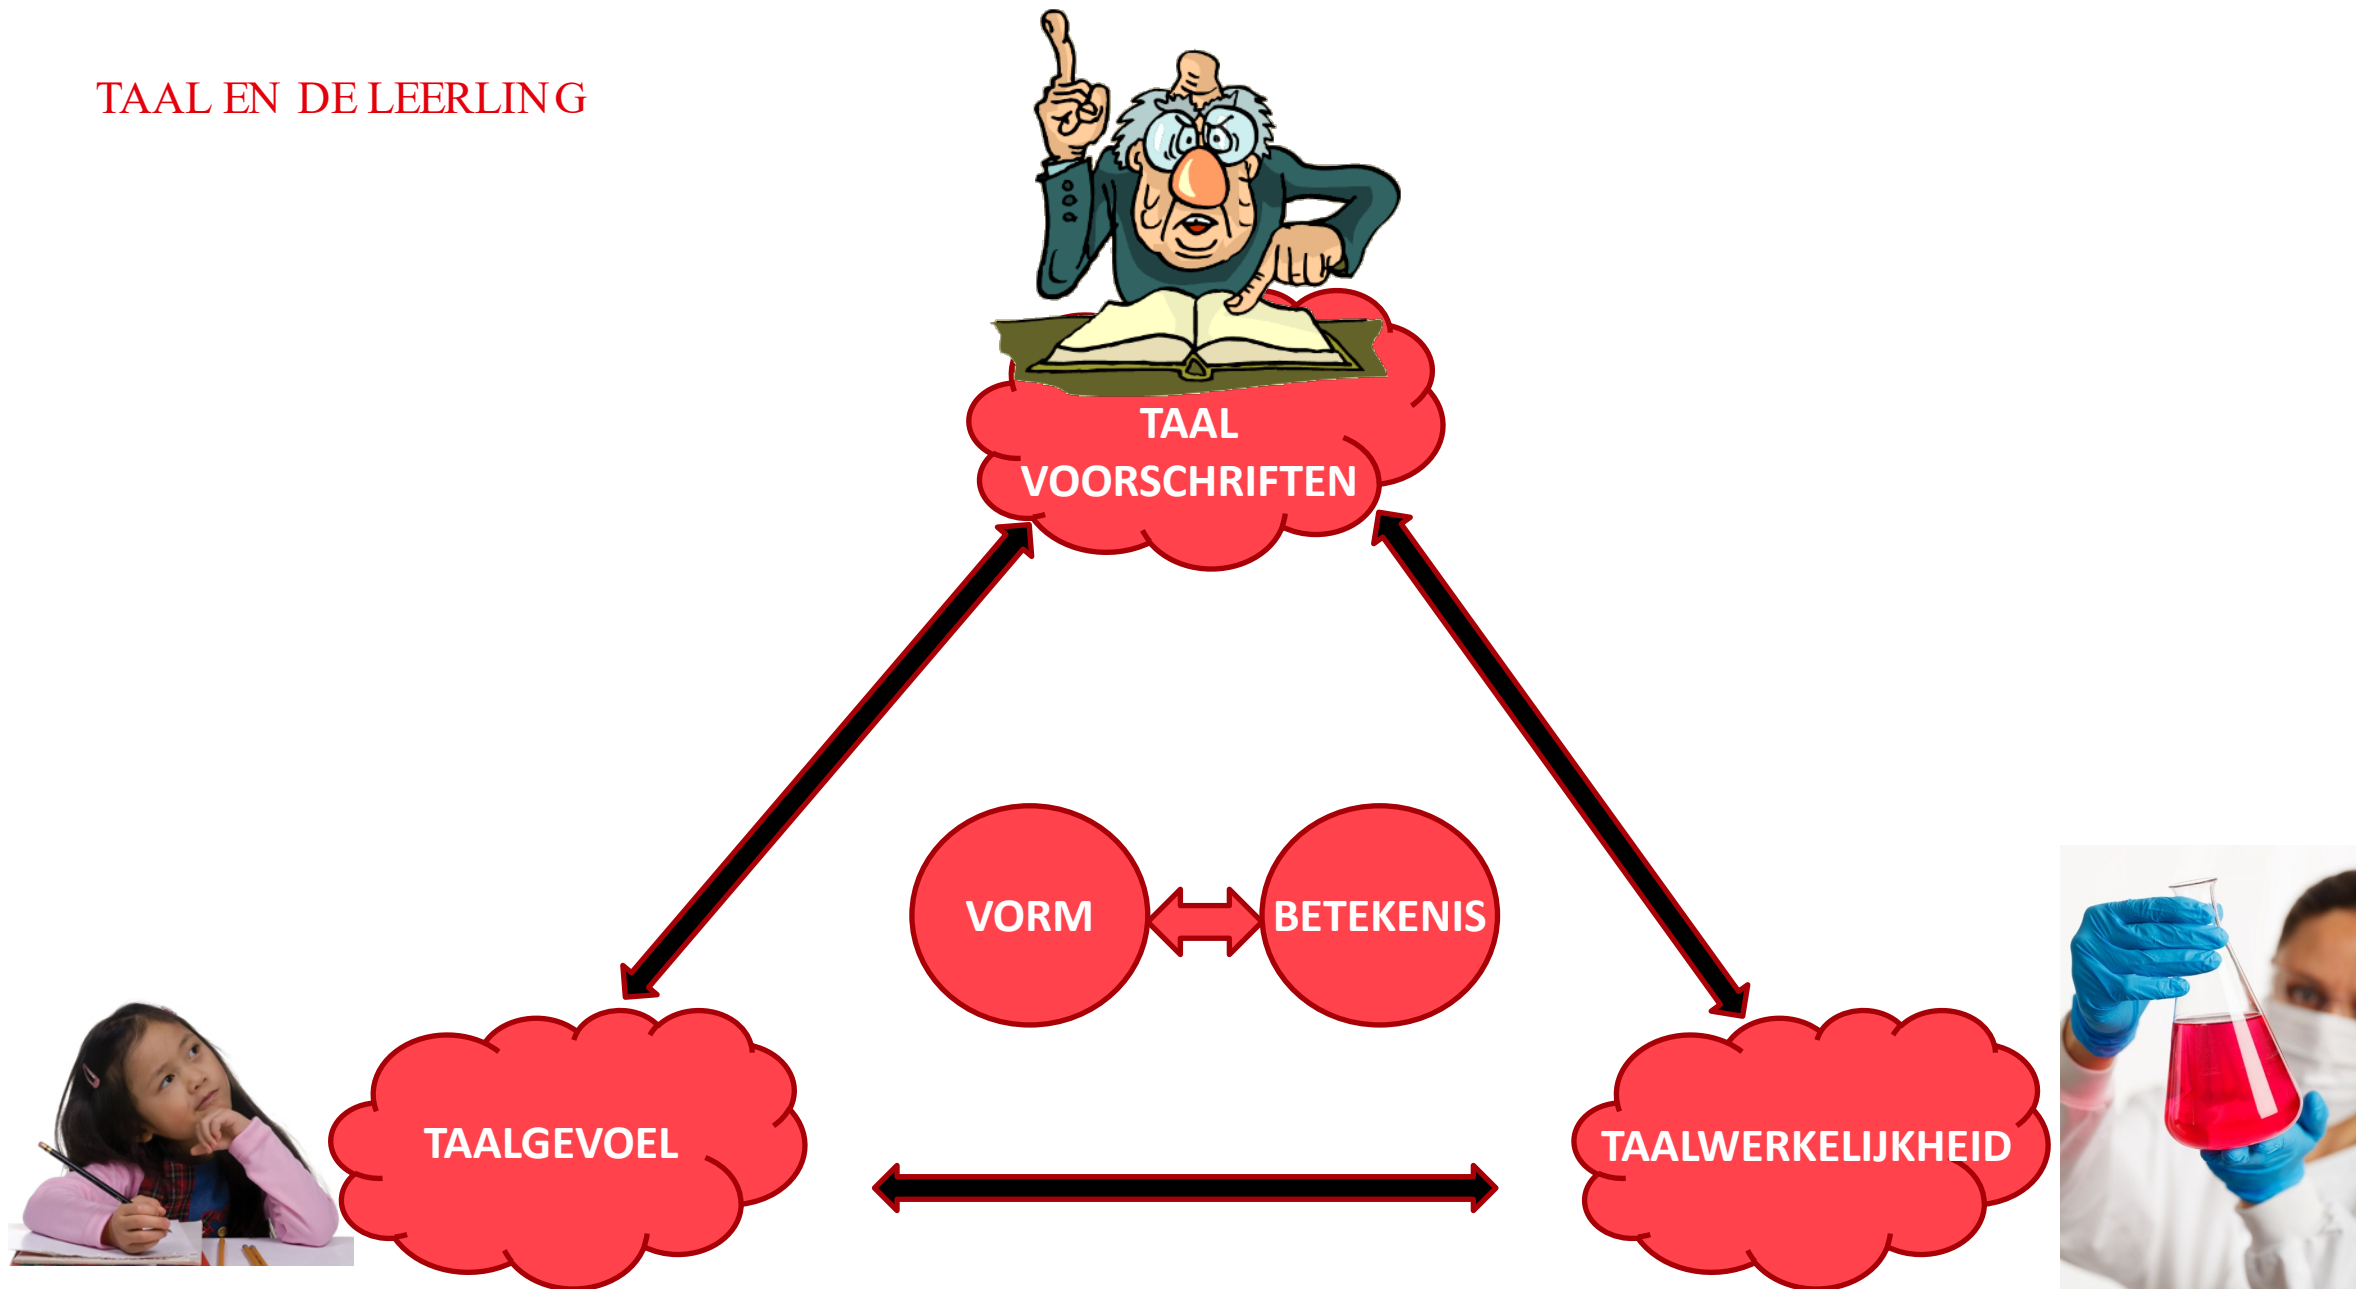 TAAL EN DE LEERLING
TAAL
VOORSCHRIFTEN
VORM
BETEKENIS
TAALGEVOEL
TAALWERKELIJKHEID